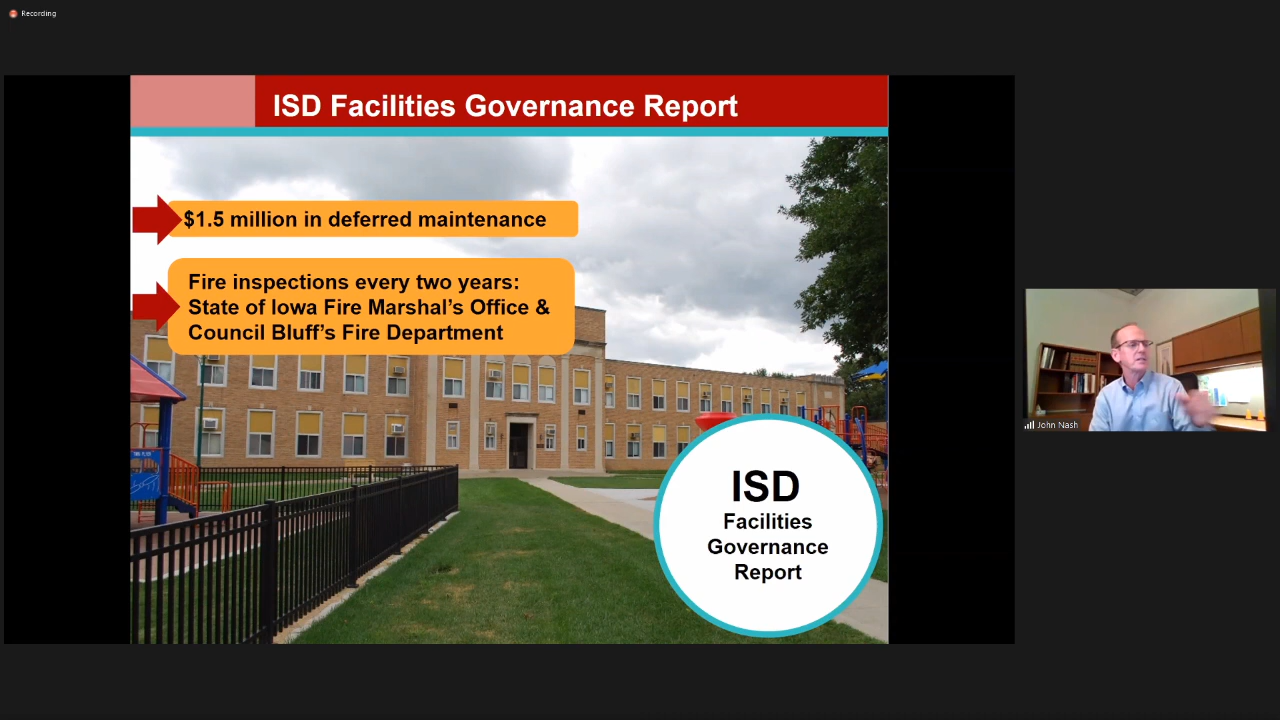 Recording
ISD Facilities Governance Report
$1.5 million in deferred maintenance
Fire inspections every two years:
State of Iowa Fire Marshal's Office &
Council Bluff's Fire Department
ISD
Facilities
Governance
Report
John Nash